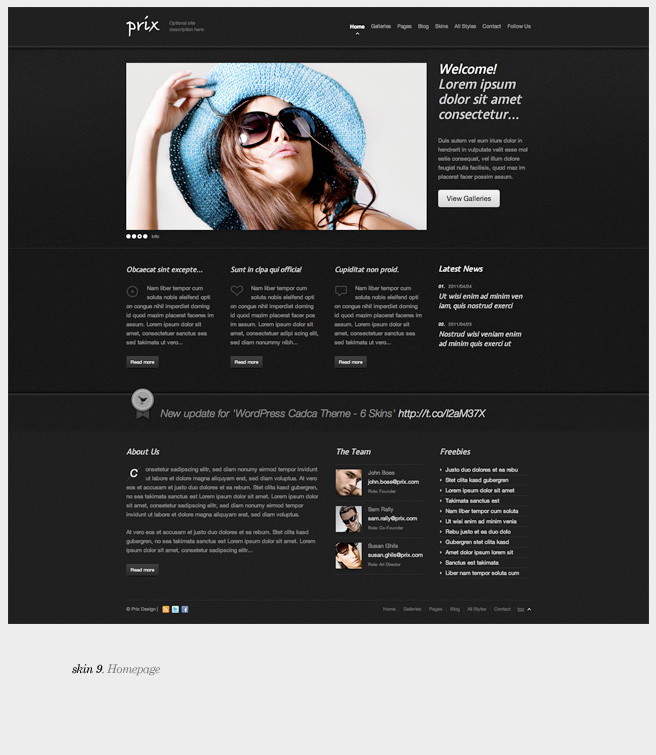 prix
Optional site
description here
Home Galleries Pages Blog Skins All Styles Contact Follow Us
Welcome!
Lorem ipsum
dolor sit amet
consectetur...
Duis autem vel eum iriure dolor in
hendrerit in vulputate velit esse mol
estie consequat, vel illum dolore
feugiat nulla facilisis, quod maz im
placerat facer possim assum.
View Galleries
Info
Obcaecat sint excepte...
Nam liber tempor cum
soluta nobis eleifend opti
on congue nihil imperdiet doming
id quod mazim placerat faceres im
assum. Lorem ipsum dolor sit
amet, consectetuer sanctus sea
sed takimata ut vero...
Read more
Sunt in clpa qui official
Nam liber tempor cum
soluta nobis eleifend opti
on congue nihil imperdiet doming
id quod mazim placerat facer im
assum. Lorem ipsum dolor sit
amet, consectetuer adipi scing elit,
sed diam nonummy nibh...
Read more
Cupiditat non proid.
Nam liber tempor cum
soluta nobis eleifend opti
on congue nihil imperdiet doming
id quod mazim placerat facer im
assum. Lorem ipsum dolor sit
amet, consectetuer sanctus sea
sed takimata ut vero...
Read more
Latest News
01. 2011/04/24
Ut wisi enim ad minim ven
iam, quis nostrud exerci
02. 2011/04/23
Nostrud wisi veniam enim
ad minim quis exerci ut
New update for 'WordPress Cadca Theme - 6 Skins' http://t.co/I2aM37X
About Us
Consetetur sadipscing elitr, sed diam nonumy eirmod tempor invidunt
ut labore et dolore magna aliquyam erat, sed diam voluptua. At vero
eos et accusam et justo duo dolores et ea rebum. Stet clita kasd gubergren,
no sea takimata sanctus est Lorem ipsum dolor sit amet. Lorem ipsum dolor
sit amet, consetetur sadipscing elitr, sed diam nonumy eirmod tempor
invidunt ut labore et dolore magna aliquyam erat, sed diam voluptua.
At vero eos et accusam et justo duo dolores et ea rebum. Stet clita kasd
gubergren, no sea takimata sanctus est Lorem ipsum dolor sit amet. Lorem
ipsum dolor sit amet, consetetur sadipscing elitr...
Read more
The Team
John Boes
john.bose@prix.com
Role: Founder
Sam Rally
sam.rally@prix.com
Role: Co-Founder
Susan Ghils
susan.ghils@prix.com
Role: Art Director
Freebies
Justo duo dolores et ea rebu
Stet clita kasd gubergren
Lorem ipsum dolor sit amet
Takimata sanctus est
Nam liber tempor cum soluta
Ut wisi enim ad minim venia
Rebu justo et ea duo dolo
Gubergren stet clita kasd
Amet dolor ipsum lorem sit
Sanctus est takimata
Liber nam tempor soluta cum
© Prix Design |
Home | Galleries | Pages | Blog | All Styles | Contact | top
skin 9. Homepage